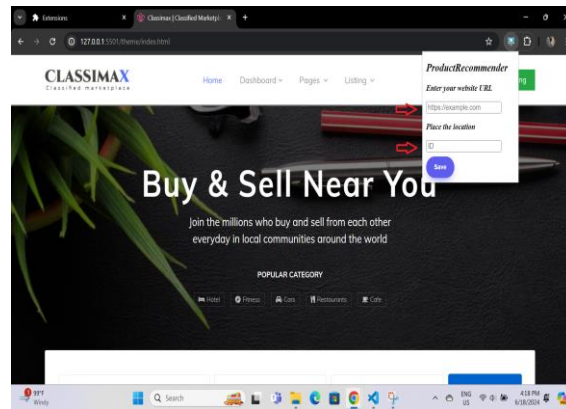 Extensions
Classimax | Classified Marketpl
127.0.0.1:5501/theme/index.html
CLASSIMAX
Classified marketplace
Home Dashboard Pages Listing
ng
ProductRecommender
Enter your website URL
https://example.com
Place the location
ID
Save
Buy & Sell Near You
Join the millions who buy and sell from each other
everyday in local communities around the world
POPULAR CATEGORY
Hotel Fitness Cars Restaurants Cafe
99°F
Windy
Search
ENG
US
4:18 PM
6/18/2024